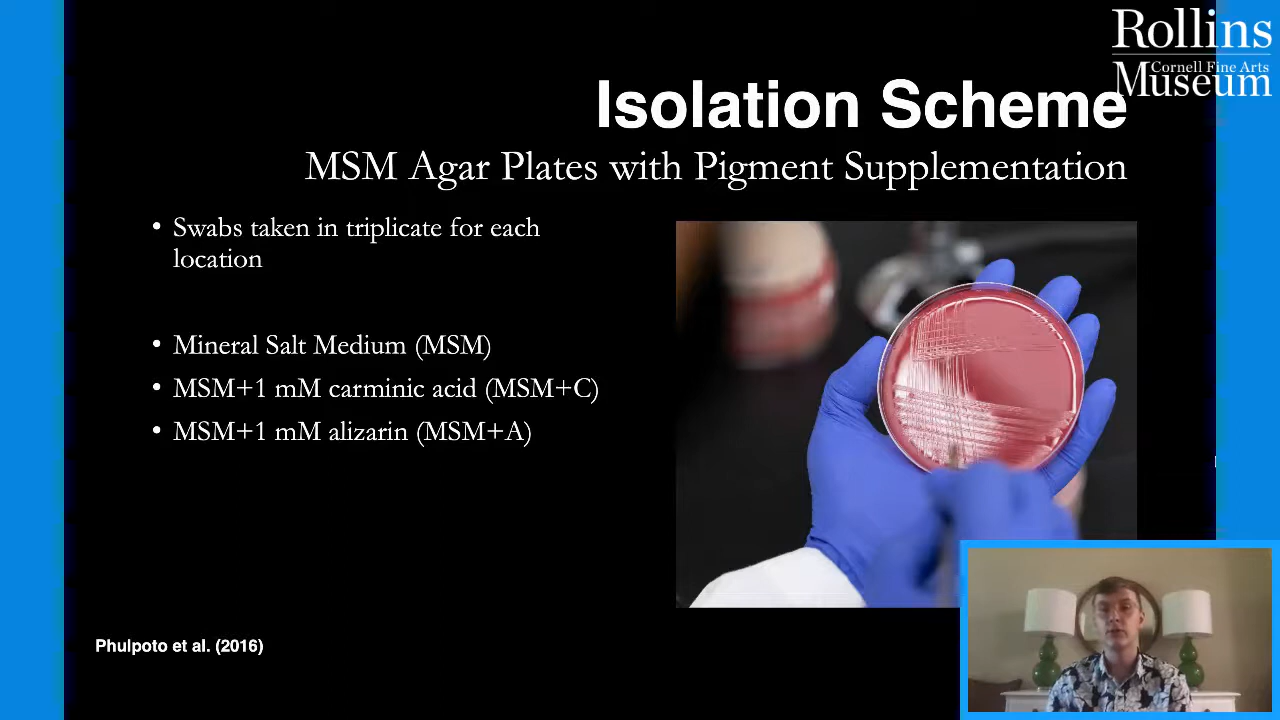 Rollins
Cornell Fine Arts
Museum
Isolation Scheme
MSM Agar Plates with Pigment Supplementation
• Swabs taken in triplicate for each
location
• Mineral Salt Medium (MSM)
• MSM+1 mM carminic acid (MSM+C)
• MSM+1 mM alizarin (MSM+A)
Phulpoto et al. (2016)